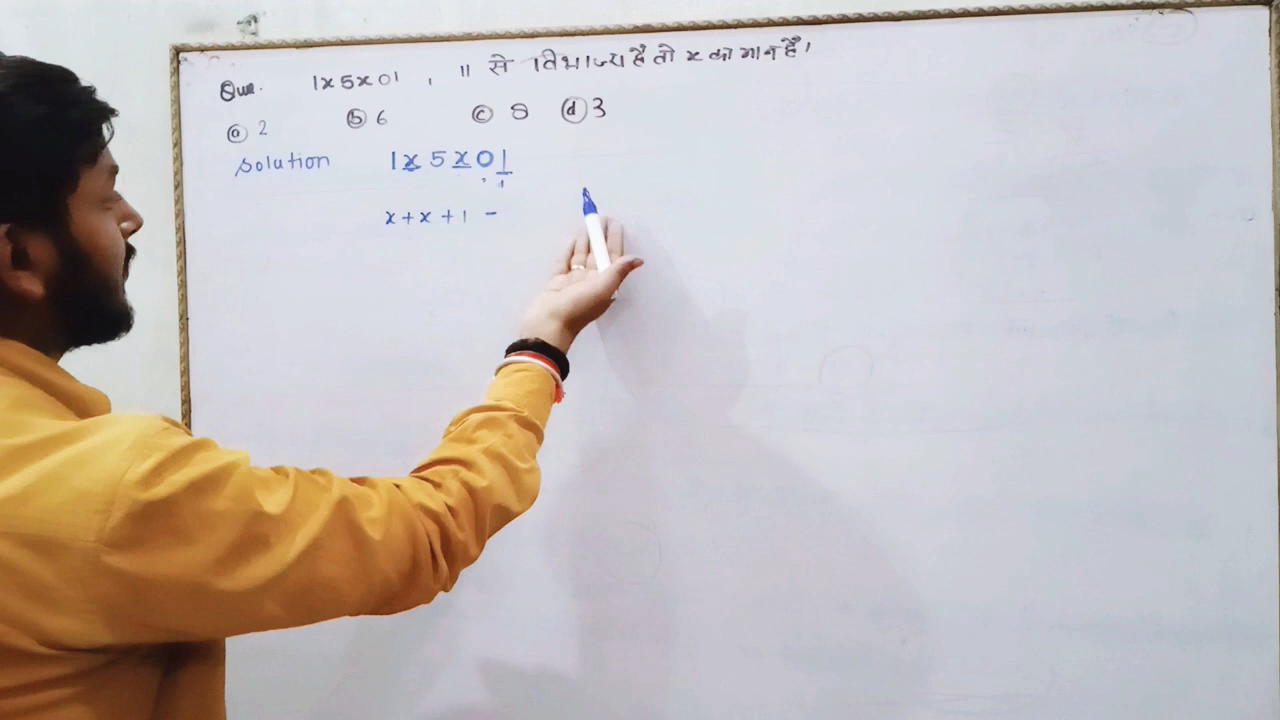 Que. 1x5x01 , 11 से विभाज्य है तो x का मान है।
ⓐ 2 ⓑ 6 ⓒ 8 ⓓ 3
Solution 1x5x01
x + x + 1 -